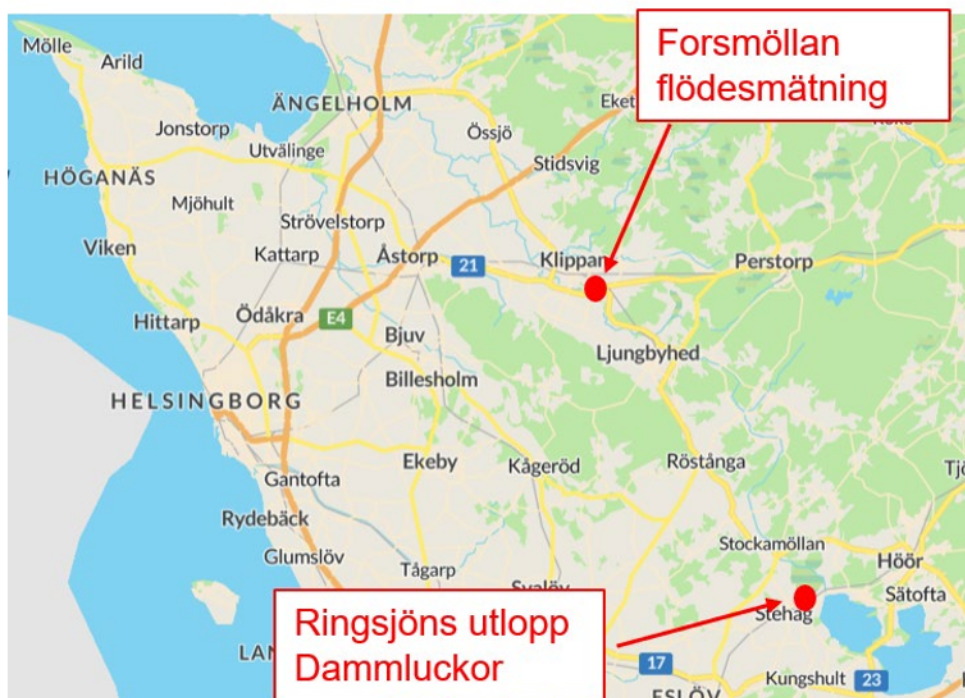 Forsmöllan
flödesmätning
Mölle
Arild
ÄNGELHOLM
Össjö
Jonstorp
Utvälinge
Stidsvig
HÖGANÄS
Mjöhult
Strövelstorp
Viken
Kattarp
Åstorp
21
Klippan
Perstorp
Hittarp
Ödåkra
E4
Bjuv
Ljungbyhed
Billesholm
HELSINGBORG
Ekeby
Kågeröd
Röstånga
Gantofta
Rydebäck
Stockamöllan
Glumslöv
Tågarp
Höör
Sätofta
Stehag
Ringsjöns utlopp
Dammluckor
17
Kungshult
23